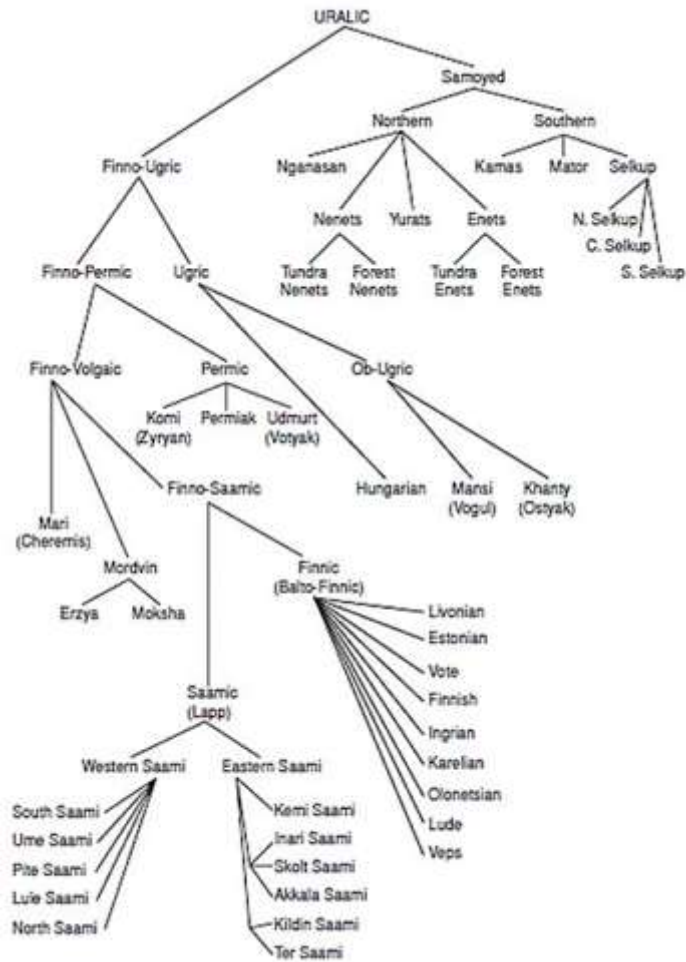 URALIC
Samoyed
Northern
Southern
Finno-Ugric
Nganasan
Kamas
Mator
Selkup
Nenets
Yurats
Enets
N. Selkup
C. Selkup
S. Selkup
Finno-Permic
Ugric
Tundra
Nenets
Forest
Nenets
Tundra
Enets
Forest
Enets
Finno-Volgaic
Permic
Ob-Ugric
Komi
(Zyryan)
Permiak
Udmurt
(Votyak)
Finno-Saamic
Hungarian
Mansi
(Vogul)
Khanty
(Ostyak)
Mari
(Cheremis)
Mordvin
Erzya
Moksha
Finnic
(Balto-Finnic)
Livonian
Estonian
Vote
Finnish
Ingrian
Karelian
Olonetsian
Lude
Veps
Saamic
(Lapp)
Western Saami
Eastern Saami
South Saami
Ume Saami
Pite Saami
Lule Saami
North Saami
Kemi Saami
Inari Saami
Skolt Saami
Akkala Saami
Kildin Saami
Ter Saami